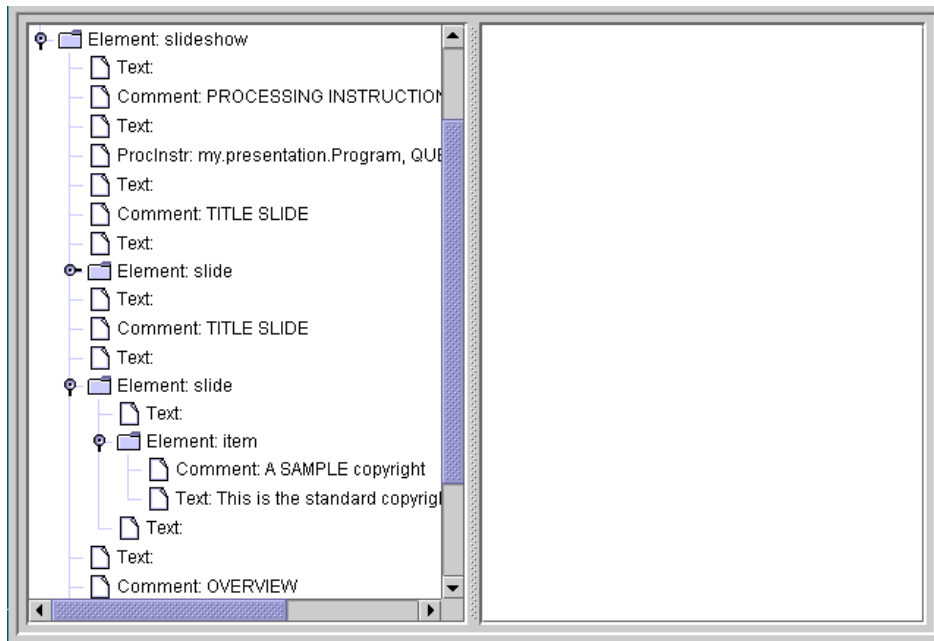 Element: slideshow
Text:
Comment: PROCESSING INSTRUCTION
Text:
ProcInstr: my.presentation.Program, QUE
Text:
Comment: TITLE SLIDE
Text:
Element: slide
Text:
Comment: TITLE SLIDE
Text:
Element: slide
Text:
Element: item
Comment: A SAMPLE copyright
Text: This is the standard copyrig
Text:
Text:
Comment: OVERVIEW